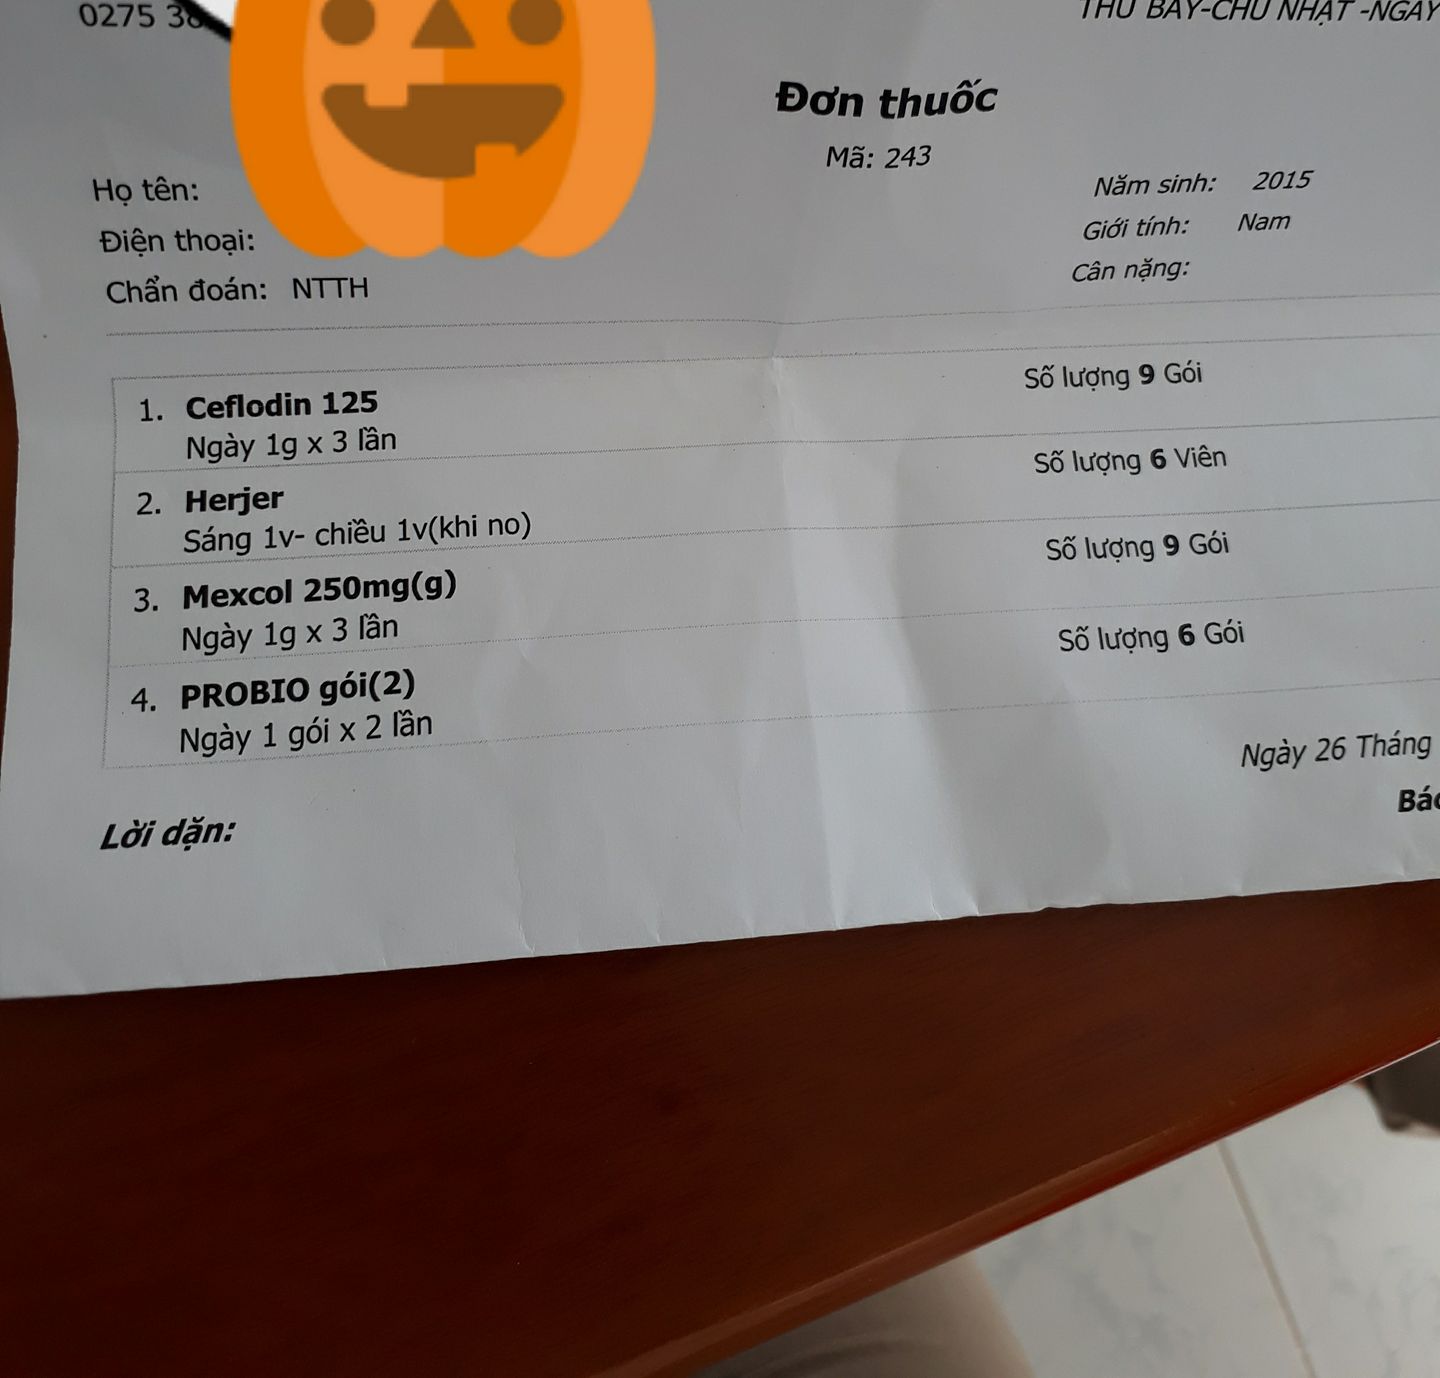 0275 38
THỨ BẢY-CHỦ NHẬT -NGÀY
Đơn thuốc
Mã: 243
Họ tên:
Năm sinh: 2015
Điện thoại:
Giới tính: Nam
Chẩn đoán: NTTH
Cân nặng:
1. Ceflodin 125
Số lượng 9 Gói
Ngày 1g x 3 lần
2. Herjer
Số lượng 6 Viên
Sáng 1v- chiều 1v(khi no)
3. Mexcol 250mg(g)
Số lượng 9 Gói
Ngày 1g x 3 lần
4. PROBIO gói(2)
Số lượng 6 Gói
Ngày 1 gói x 2 lần
Ngày 26 Tháng
Lời dặn: